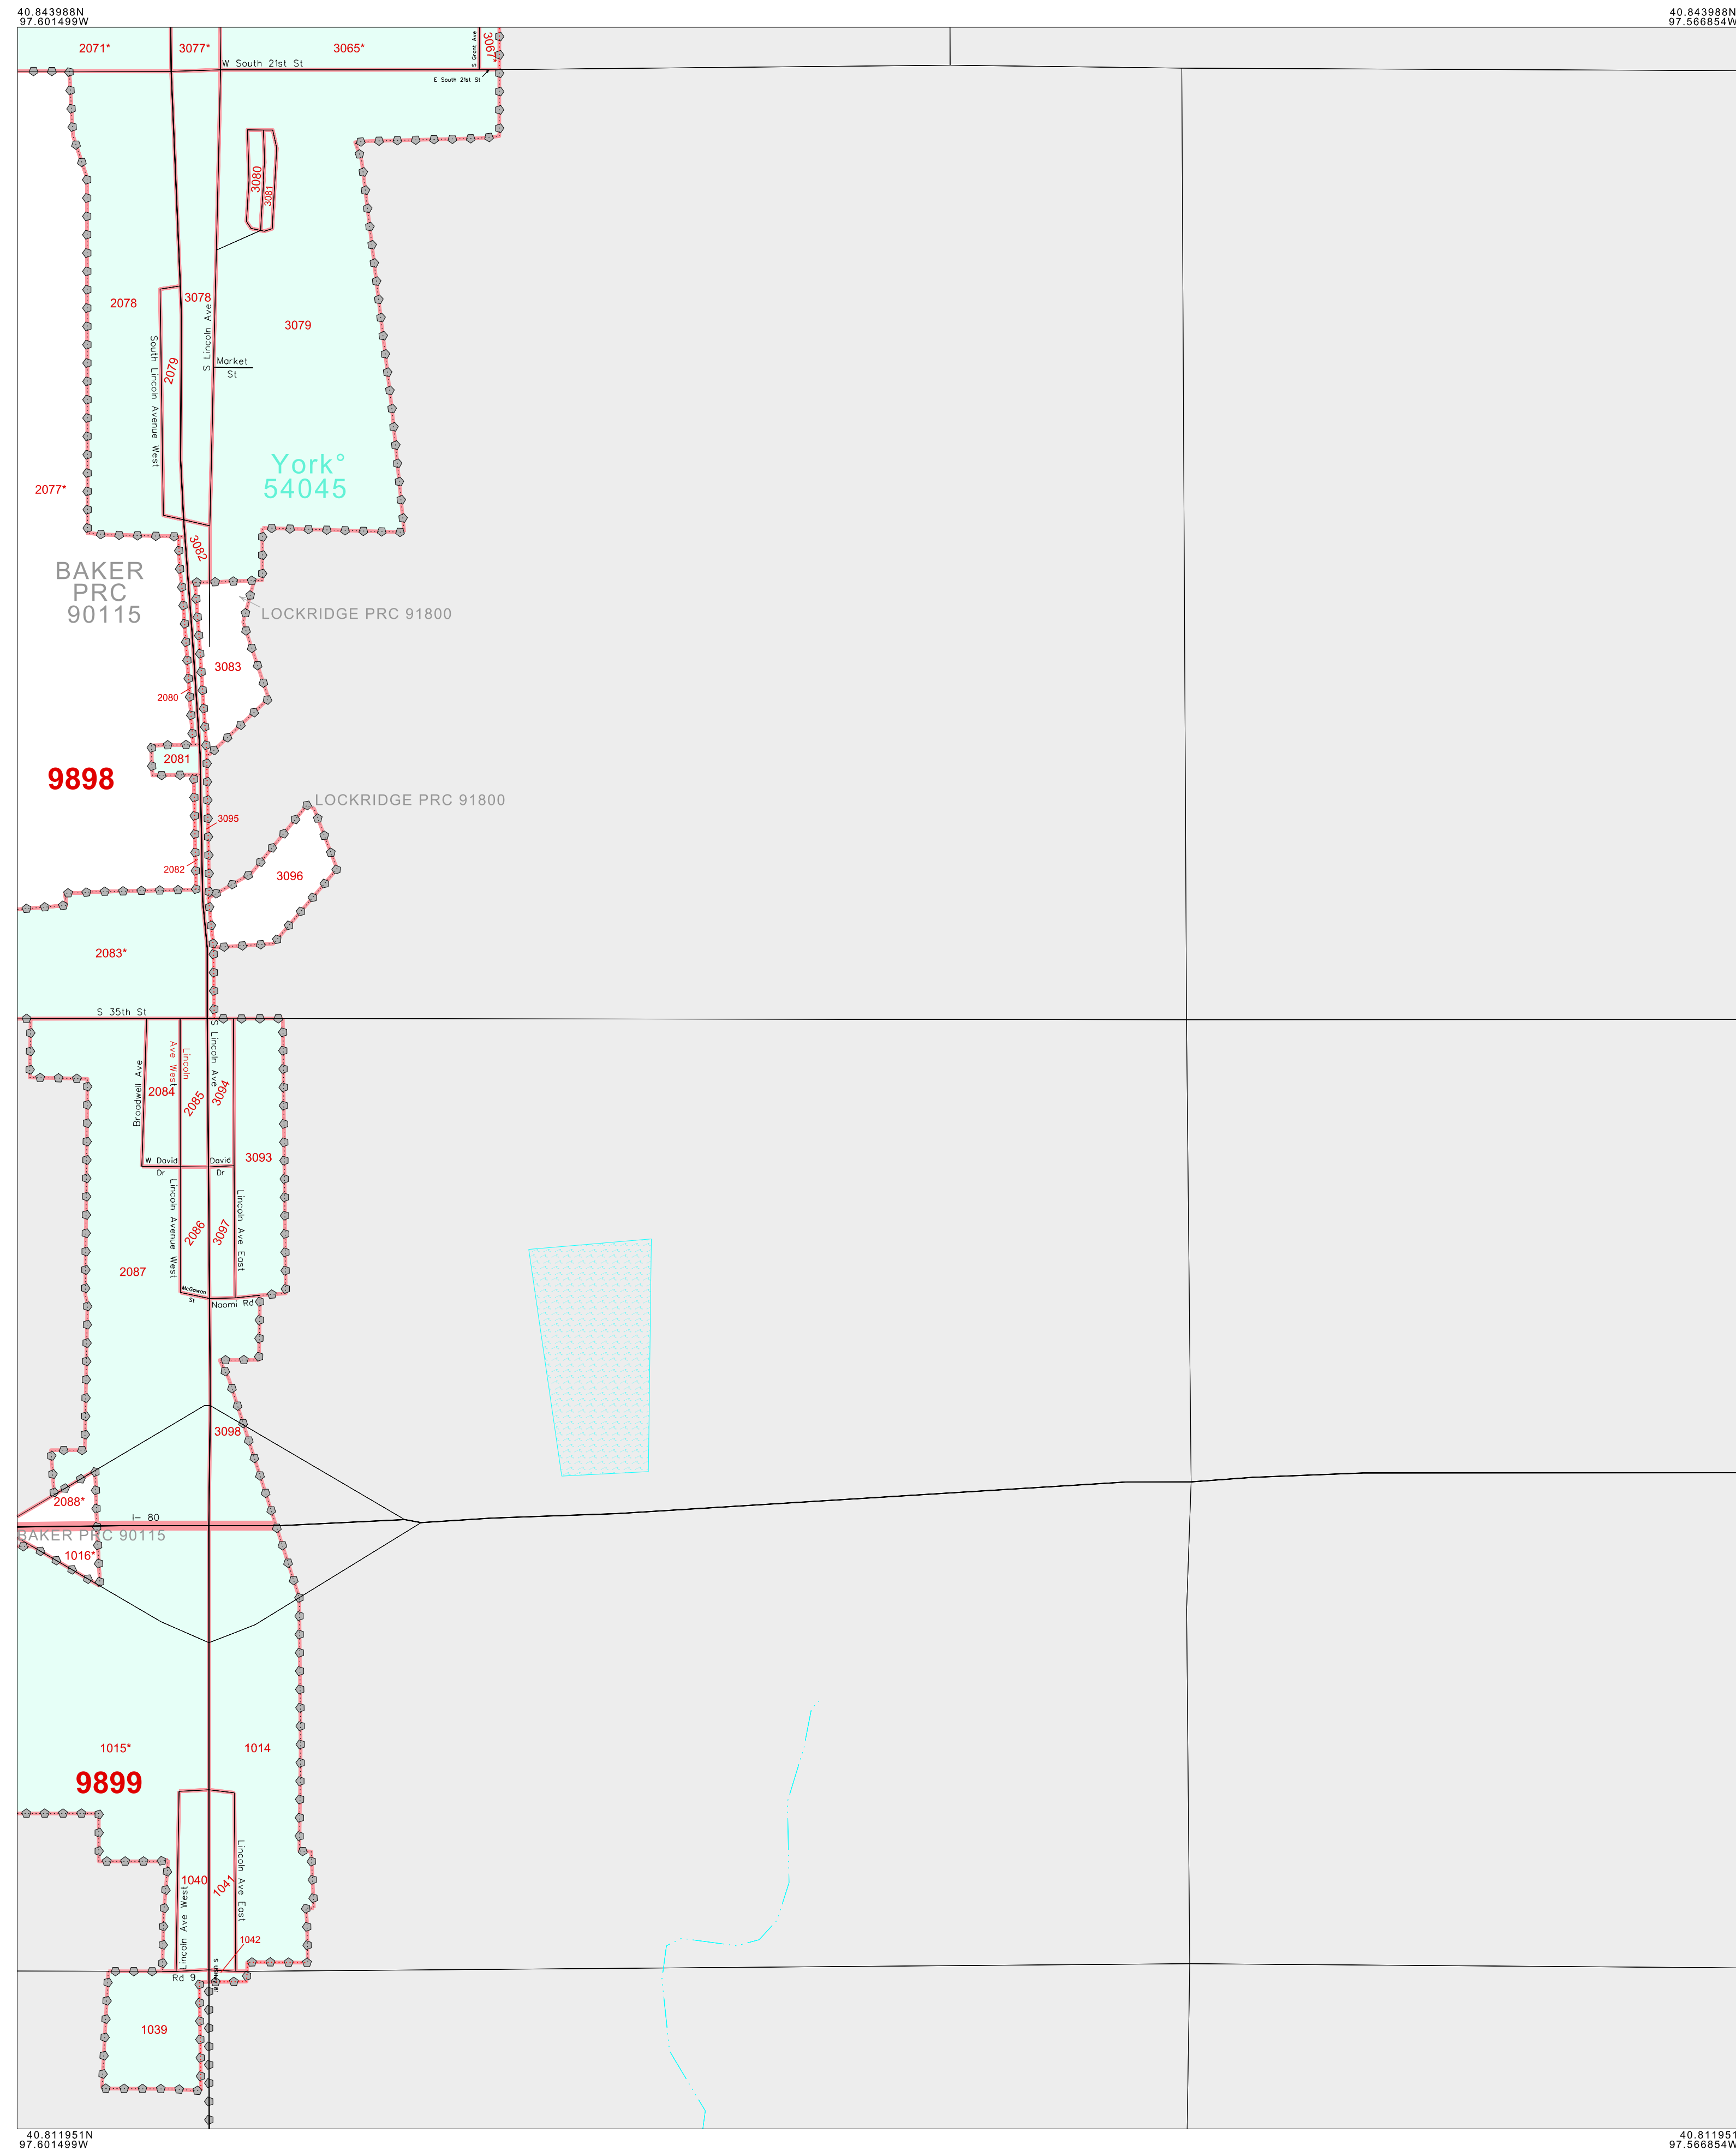 40.843988N
97.601499W
40.843988N
97.566854W
2071*
3077*
3065*
S Grant Ave
3067*
W South 21st St
E South 21st St
3080
3081
2078
3078
S Lincoln Ave
3079
South Lincoln Avenue West
2079
Market
St
York°
54045
2077*
3082
BAKER
PRC
90115
LOCKRIDGE PRC 91800
3083
2080
2081
9898
LOCKRIDGE PRC 91800
3095
2082
3096
2083*
S 35th St
Broadwell Ave
2084
Lincoln
Ave West
2085
S Lincoln Ave
3094
3093
W David
Dr
David
Dr
Lincoln Avenue West
2086
3097
Lincoln Ave East
2087
McGowan
St
Naomi Rd
3098
2088*
I- 80
BAKER PRC 90115
1016*
1015*
1014
9899
1040
1041
Lincoln Ave West
Lincoln Ave East
1042
Rd 9
1039
40.811951N
97.601499W
40.811951
97.566854W